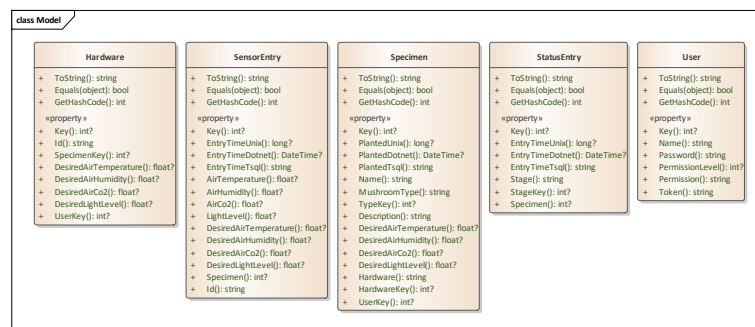 class Model
Hardware
+ ToString(): string
+ Equals(object): bool
+ GetHashCode(): int
«property»
+ Key(): int?
+ Id(): string
+ SpecimenKey(): int?
+ DesiredAirTemperature(): float?
+ DesiredAirHumidity(): float?
+ DesiredAirCo2(): float?
+ DesiredLightLevel(): float?
+ UserKey(): int?
SensorEntry
+ ToString(): string
+ Equals(object): bool
+ GetHashCode(): int
«property»
+ Key(): int?
+ EntryTimeUnix(): long?
+ EntryTimeDotnet(): DateTime?
+ EntryTimeTsql(): string
+ AirTemperature(): float?
+ AirHumidity(): float?
+ AirCo2(): float?
+ LightLevel(): float?
+ DesiredAirTemperature(): float?
+ DesiredAirHumidity(): float?
+ DesiredAirCo2(): float?
+ DesiredLightLevel(): float?
+ Specimen(): int?
+ Id(): string
Specimen
+ ToString(): string
+ Equals(object): bool
+ GetHashCode(): int
«property»
+ Key(): int?
+ PlantedUnix(): long?
+ PlantedDotnet(): DateTime?
+ PlantedTsql(): string
+ Name(): string
+ MushroomType(): string
+ TypeKey(): int?
+ Description(): string
+ DesiredAirTemperature(): float?
+ DesiredAirHumidity(): float?
+ DesiredAirCo2(): float?
+ DesiredLightLevel(): float?
+ Hardware(): string
+ HardwareKey(): int?
+ UserKey(): int?
StatusEntry
+ ToString(): string
+ Equals(object): bool
+ GetHashCode(): int
«property»
+ Key(): int?
+ EntryTimeUnix(): long?
+ EntryTimeDotnet(): DateTime?
+ EntryTimeTsql(): string
+ Stage(): string
+ StageKey(): int?
+ Specimen(): int?
User
+ ToString(): string
+ Equals(object): bool
+ GetHashCode(): int
«property»
+ Key(): int?
+ Name(): string
+ Password(): string
+ PermissionLevel(): int?
+ Permission(): string
+ Token(): string